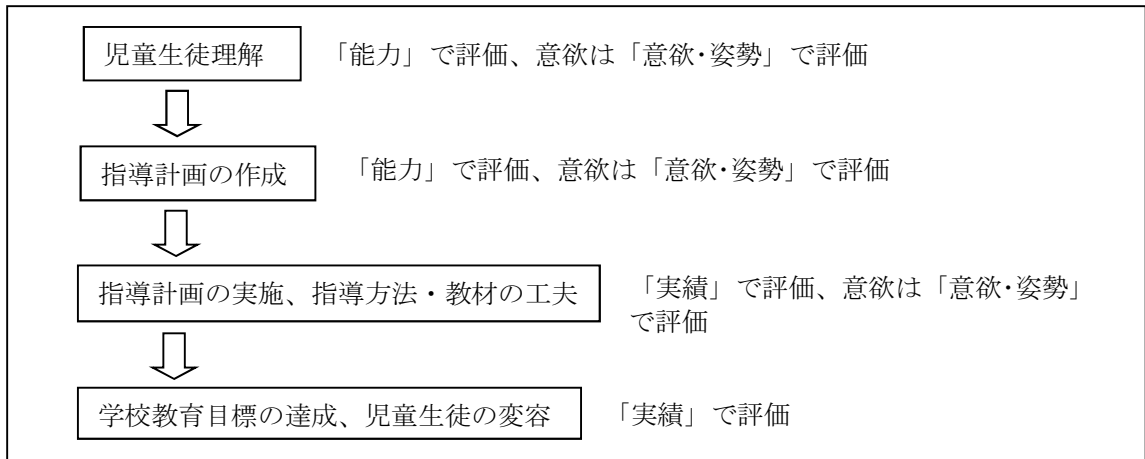 児童生徒理解 「能力」で評価、意欲は「意欲・姿勢」で評価
指導計画の作成 「能力」で評価、意欲は「意欲・姿勢」で評価
指導計画の実施、指導方法・教材の工夫 「実績」で評価、意欲は「意欲・姿勢」
で評価
学校教育目標の達成、児童生徒の変容 「実績」で評価